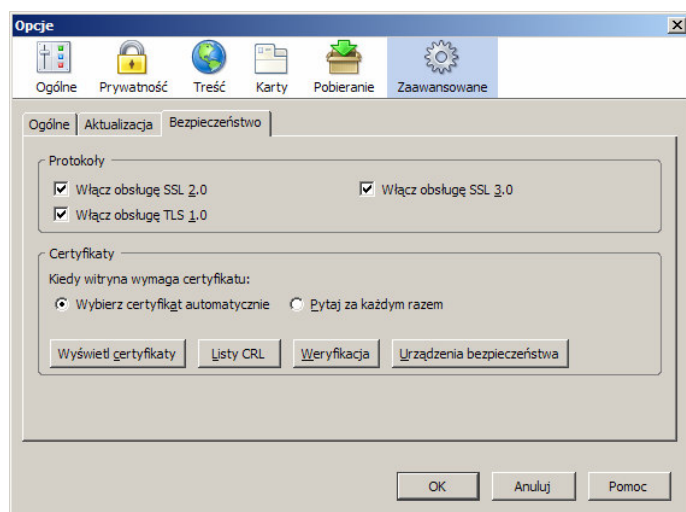 Opcje
Ogólne Prywatność Treść Karty Pobieranie Zaawansowane
Ogólne Aktualizacja Bezpieczeństwo
Protokoły
Włącz obsługę SSL 2.0 Włącz obsługę SSL 3.0
Włącz obsługę TLS 1.0
Certyfikaty
Kiedy witryna wymaga certyfikatu:
Wybierz certyfikat automatycznie Pytaj za każdym razem
Wyświetl certyfikaty Listy CRL Weryfikacja Urządzenia bezpieczeństwa
OK Anuluj Pomoc